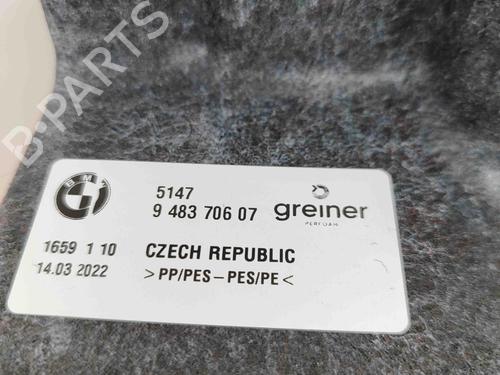 BMW
5147
9 483 706 07
greiner
PERFOAM
1659 1 10
CZECH REPUBLIC
14.03 2022
>PP/PES-PES/PE<
B-PARTS